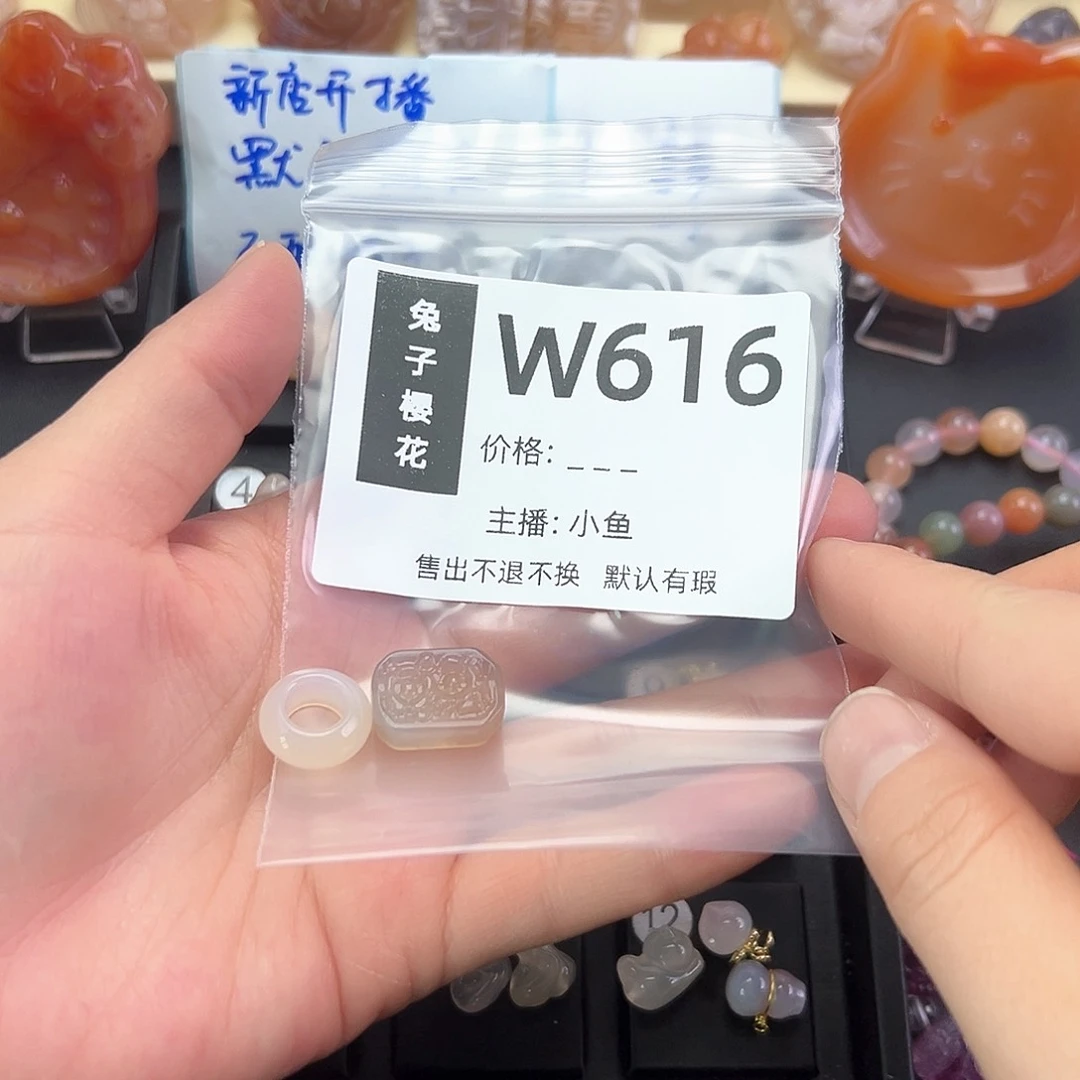 新店开播
默
兔子樱花
W616
价格: _ _ _
主播: 小鱼
售出不退不换 默认有瑕
4
12